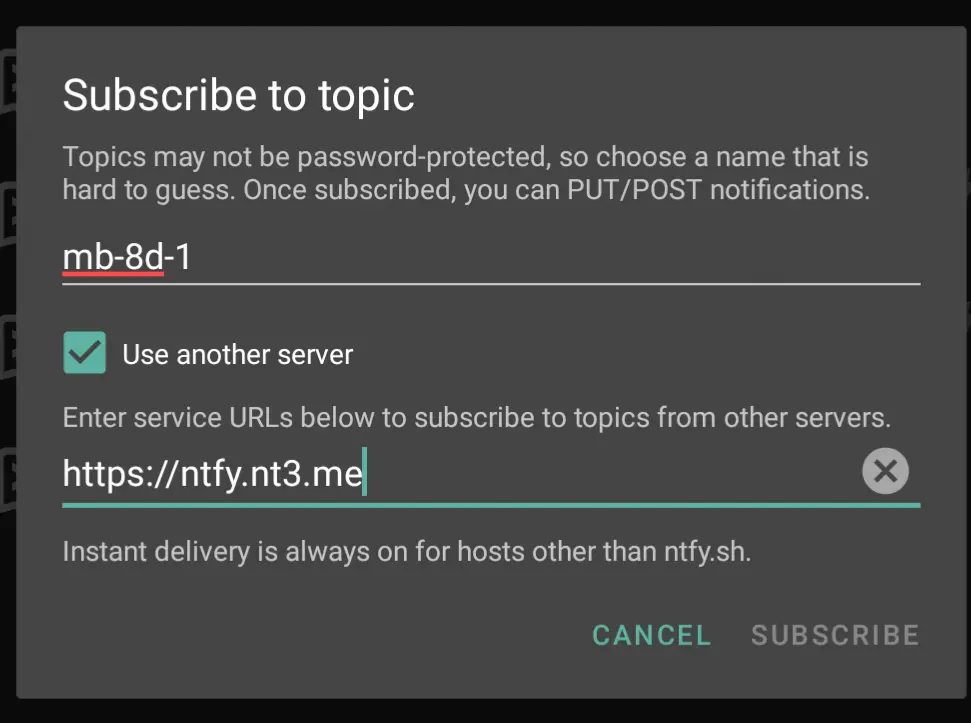 Subscribe to topic
Topics may not be password-protected, so choose a name that is
hard to guess. Once subscribed, you can PUT/POST notifications.
mb-8d-1
Use another server
Enter service URLs below to subscribe to topics from other servers.
https://ntfy.nt3.me
Instant delivery is always on for hosts other than ntfy.sh.
CANCEL SUBSCRIBE